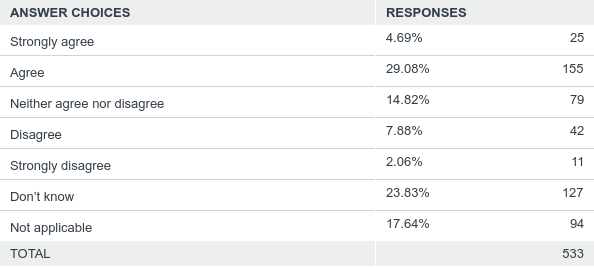 ANSWER CHOICES RESPONSES
Strongly agree 4.69% 25
Agree 29.08% 155
Neither agree nor disagree 14.82% 79
Disagree 7.88% 42
Strongly disagree 2.06% 11
Don’t know 23.83% 127
Not applicable 17.64% 94
TOTAL 533